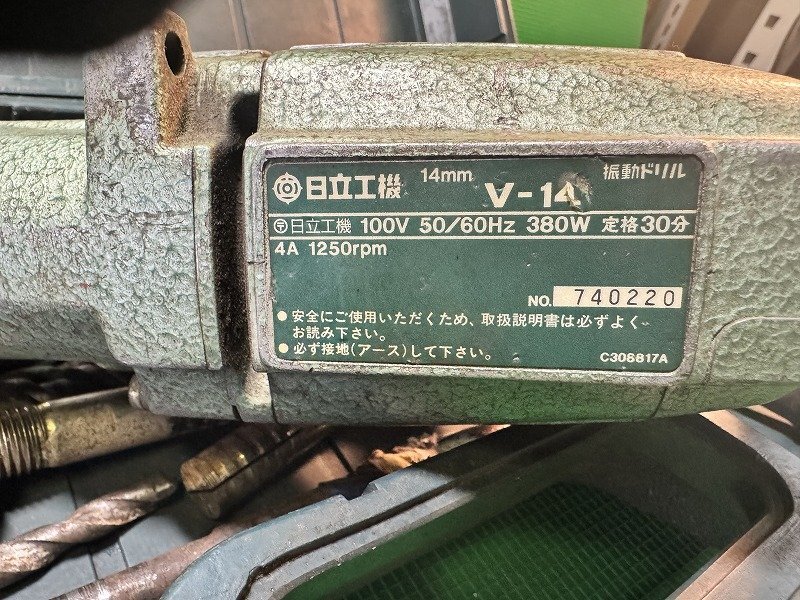 日立工機 14mm V-14 振動ドリル
〒日立工機 100V 50/60Hz 380W 定格30分
4A 1250rpm
NO. 740220
●安全にご使用いただくため、取扱説明書は必ずよく
お読み下さい。
●必ず接地(アース)して下さい。
C308817A